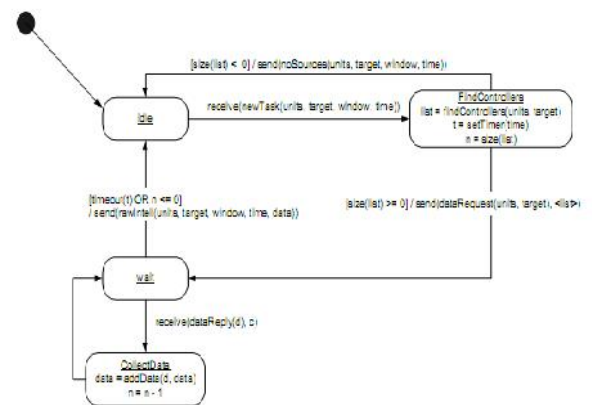 [size(list) < 0] / send(noSources(units, target, window, time))
Idle
receive(newTask(units, target, window, time))
FindControllers
list = findControllers(units, target)
t = setTimer(time)
n = size(list)
[timeout(t) OR n <= 0]
/ send(rawIntell(units, target, window, time, data))
[size(list) >= 0] / send(dataRequest(units, target), <list>)
wait
receive(dataReply(d), c)
CollectData
data = addData(d, data)
n = n - 1